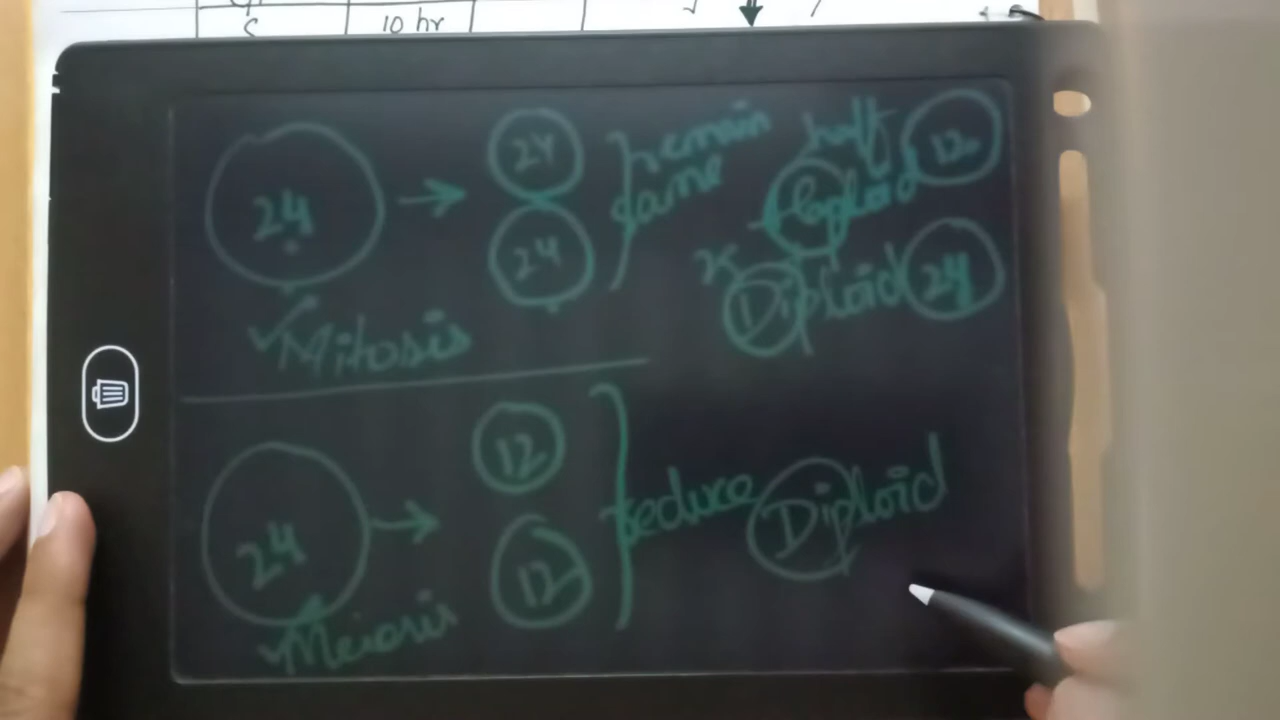 S 10 hr
24 → 24 24 remain same
Mitosis
half Haploid 12
Diploid 24
24 → 12 12 reduce Diploid
Meiosis